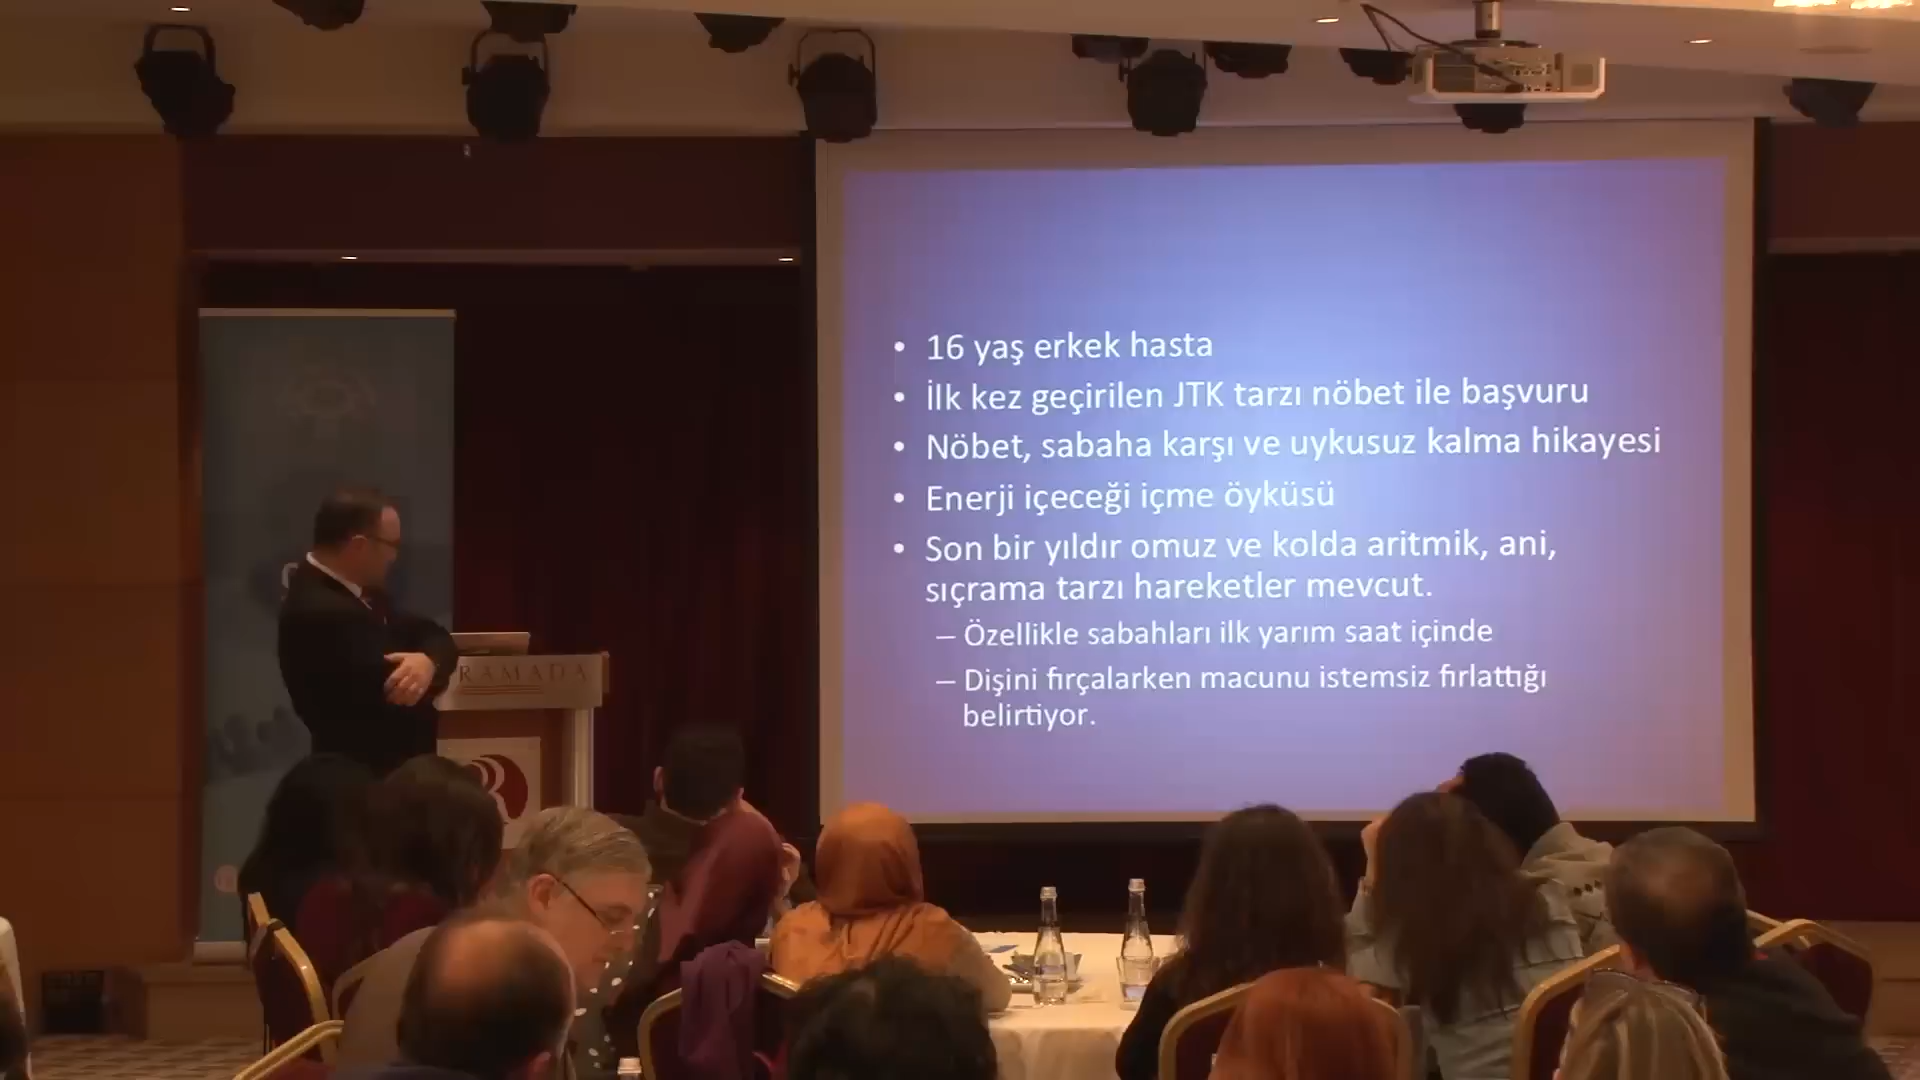 • 16 yaş erkek hasta
• İlk kez geçirilen JTK tarzı nöbet ile başvuru
• Nöbet, sabaha karşı ve uykusuz kalma hikayesi
• Enerji içeceği içme öyküsü
• Son bir yıldır omuz ve kolda aritmik, ani,
sıçrama tarzı hareketler mevcut.
– Özellikle sabahları ilk yarım saat içinde
– Dişini fırçalarken macunu istemsiz fırlattığı
belirtiyor.
RAMADA
R